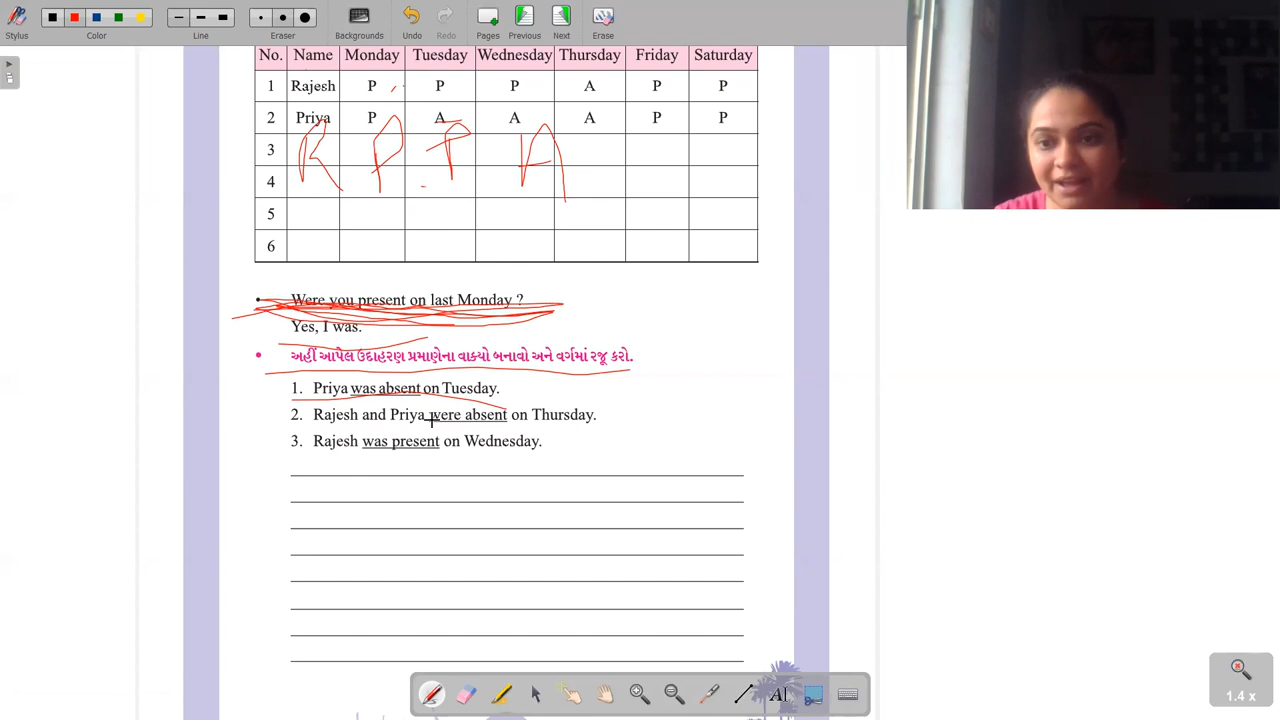 Stylus Color Line Eraser Backgrounds Undo Redo Pages Previous Next Erase
No. Name Monday Tuesday Wednesday Thursday Friday Saturday
1 Rajesh P P P A P P
2 Priya P A A A P P
3
4
R P P A
5
6
• Were you present on last Monday ?
Yes, I was.
• અહીં આપેલ ઉદાહરણ પ્રમાણેના વાક્યો બનાવો અને વર્ગમાં રજૂ કરો.
1. Priya was absent on Tuesday.
2. Rajesh and Priya were absent on Thursday.
3. Rajesh was present on Wednesday.
AI
1.4 x